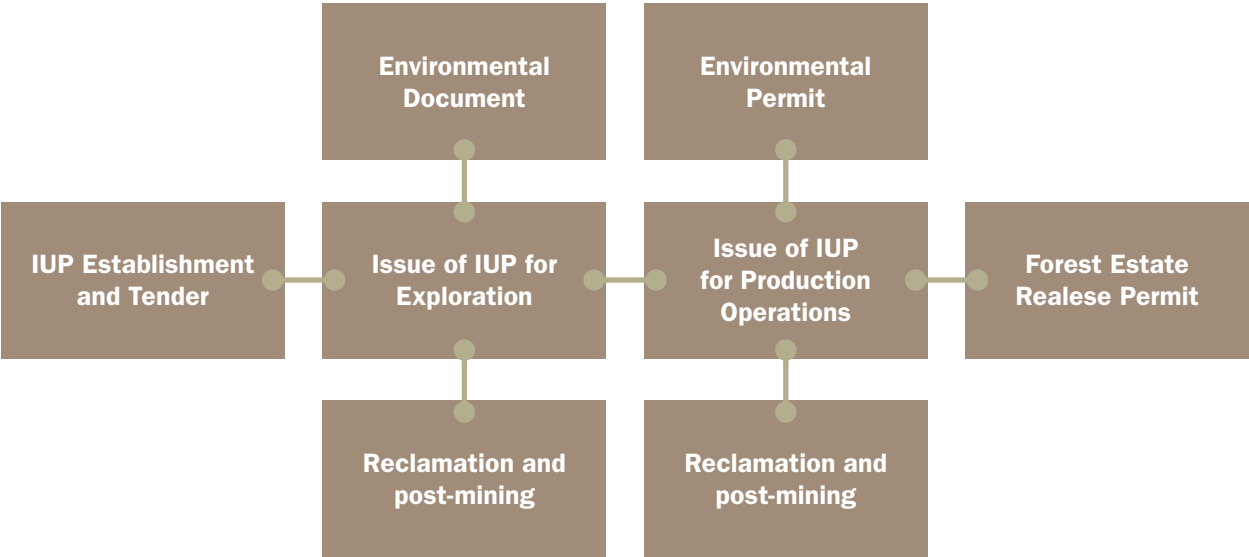 Environmental
Document
Environmental
Permit
IUP Establishment
and Tender
Issue of IUP for
Exploration
Issue of IUP
for Production
Operations
Forest Estate
Realese Permit
Reclamation and
post-mining
Reclamation and
post-mining